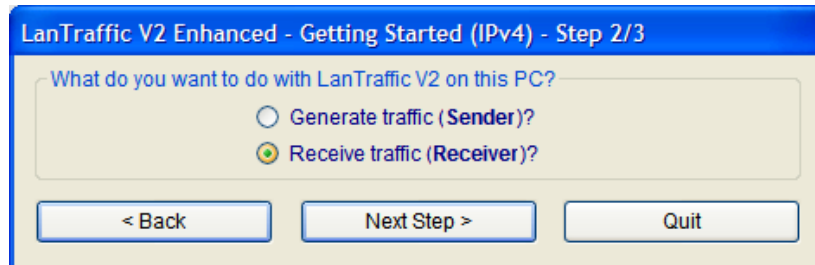 LanTraffic V2 Enhanced - Getting Started (IPv4) - Step 2/3
What do you want to do with LanTraffic V2 on this PC?
Generate traffic (Sender)?
Receive traffic (Receiver)?
< Back Next Step > Quit